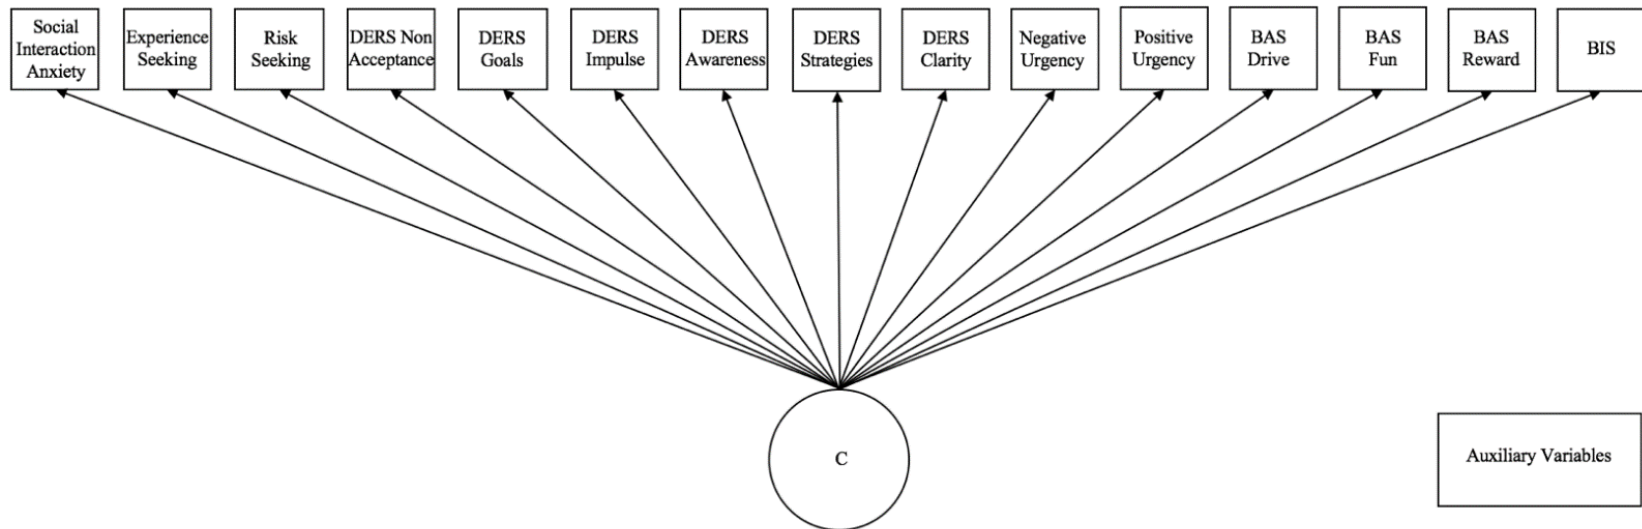 Social
Interaction
Anxiety
Experience
Seeking
Risk
Seeking
DERS Non
Acceptance
DERS
Goals
DERS
Impulse
DERS
Awareness
DERS
Strategies
DERS
Clarity
Negative
Urgency
Positive
Urgency
BAS
Drive
BAS
Fun
BAS
Reward
BIS
C
Auxiliary Variables